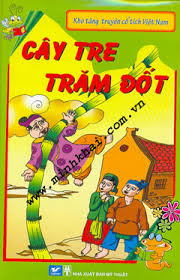 Kho tàng truyện cổ tích Việt Nam
CÂY TRE
TRĂM ĐỐT
www.minhkhai.com.vn
NHÀ XUẤT BẢN MỸ THUẬT